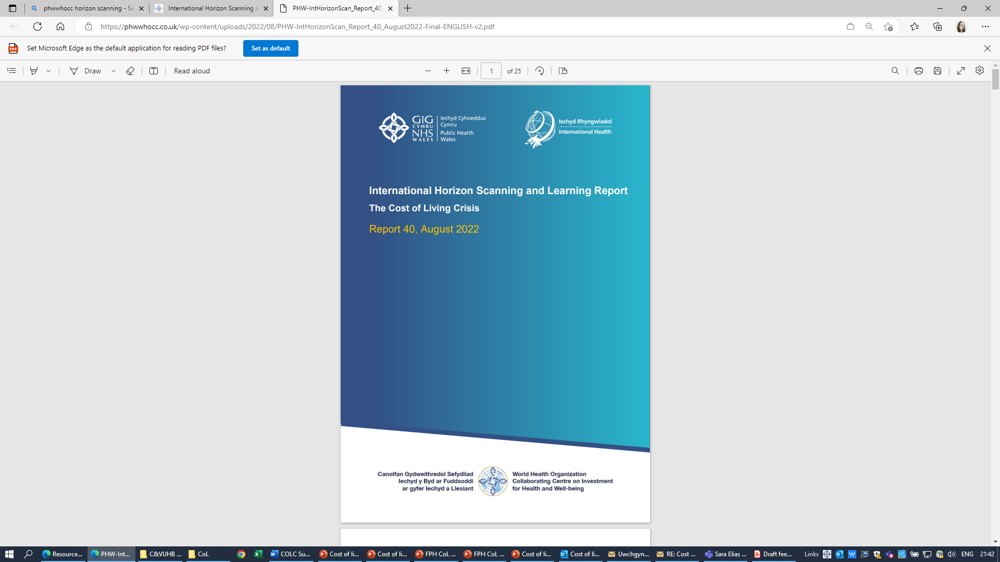 phwwhocc horizon scanning - Se
International Horizon Scanning a
PHW-IntHorizonScan_Report_40_
https://phwwhocc.co.uk/wp-content/uploads/2022/08/PHW-IntHorizonScan_Report_40_August2022-Final-ENGLISH-v2.pdf
PDF
Set Microsoft Edge as the default application for reading PDF files?
Set as default
Draw
Read aloud
1
of 25
GIG
CYMRU
NHS
WALES
Iechyd Cyhoeddus
Cymru
Public Health
Wales
Iechyd Rhyngwladol
International Health
International Horizon Scanning and Learning Report
The Cost of Living Crisis
Report 40, August 2022
Canolfan Gydweithredol Sefydliad
Iechyd y Byd ar Fuddsoddi
ar gyfer Iechyd a Llesiant
World Health Organization
Collaborating Centre on Investment
for Health and Well-being
Resource...
PHW-Int...
C&VUHB ...
CoL
COLC Su...
Cost of li...
Cost of li...
FPH CoL ...
FPH CoL ...
Cost of li...
Cost of li...
Uwchgyn...
RE: Cost ...
Sara Elias ...
Draft fee...
Links
ENG
21:42